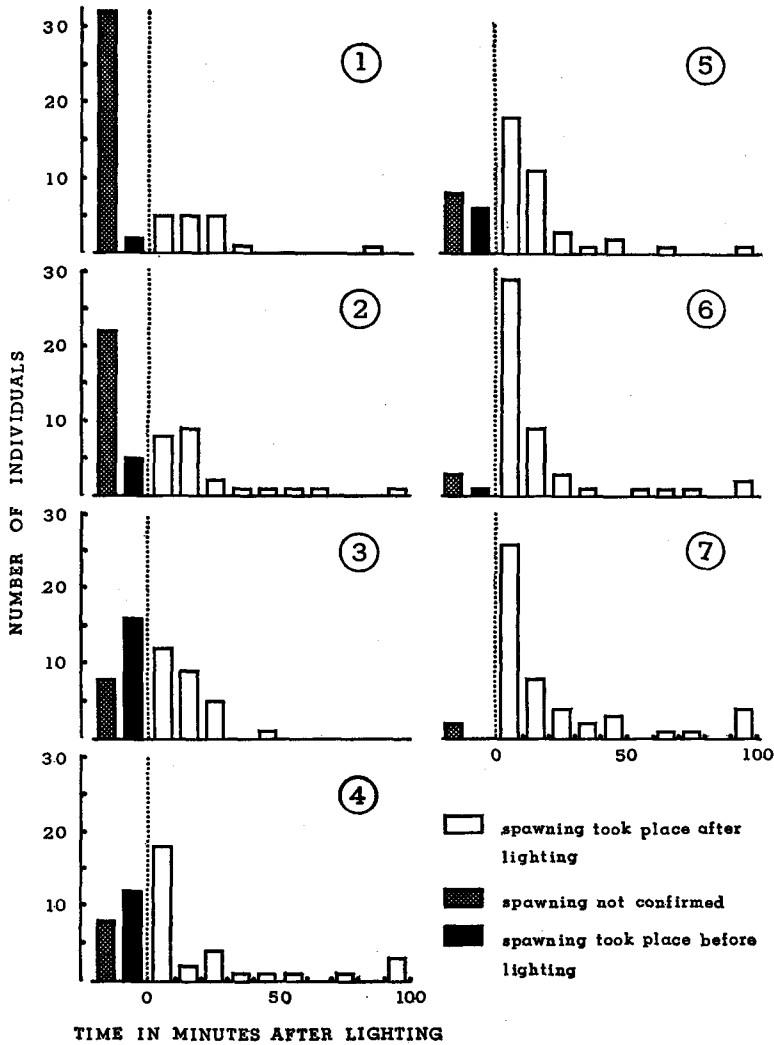 30
20
10
1
5
30
20
10
2
6
NUMBER OF INDIVIDUALS
30
20
10
3
7
0 50 100
30
20
10
4
0 50 100
spawning took place after
lighting
spawning not confirmed
spawning took place before
lighting
TIME IN MINUTES AFTER LIGHTING